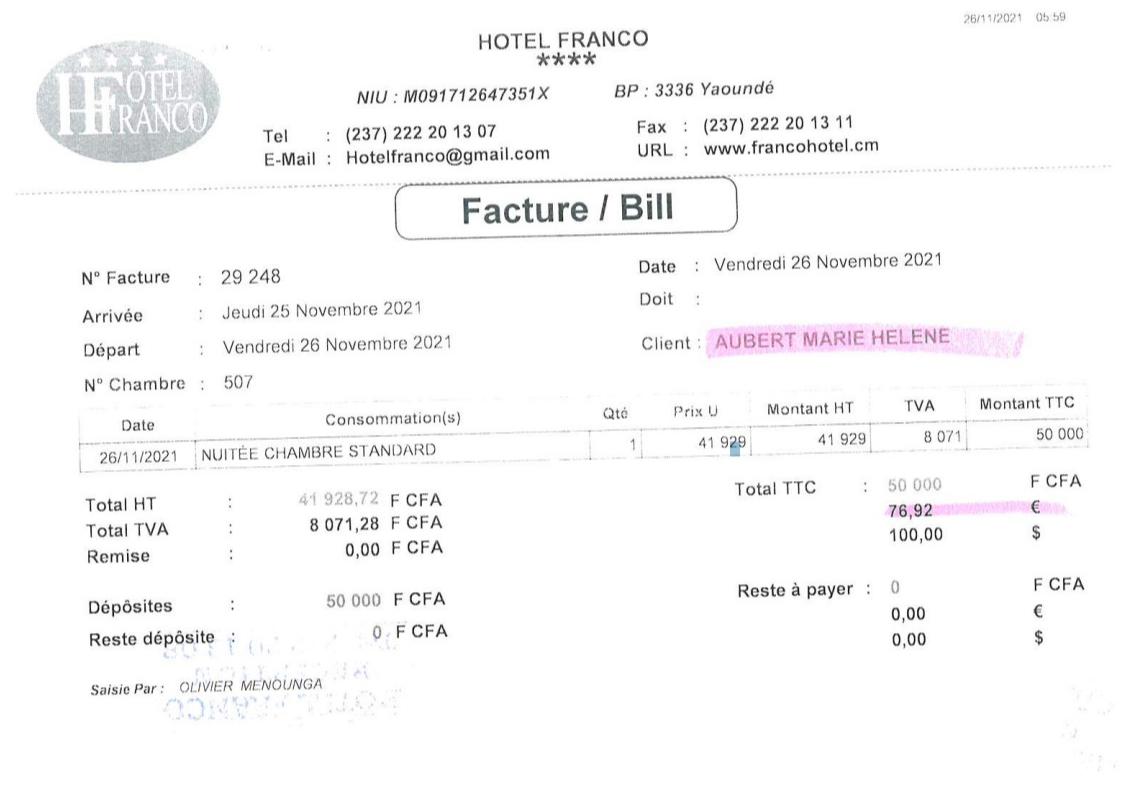 26/11/2021 05:59
HOTEL FRANCO
****
HOTEL
FRANCO
NIU : M091712647351X BP : 3336 Yaoundé
Tel : (237) 222 20 13 07 Fax : (237) 222 20 13 11
E-Mail : Hotelfranco@gmail.com URL : www.francohotel.cm
Facture / Bill
N° Facture : 29 248 Date : Vendredi 26 Novembre 2021
Arrivée : Jeudi 25 Novembre 2021 Doit :
Départ : Vendredi 26 Novembre 2021 Client : AUBERT MARIE HELENE
N° Chambre : 507
Date Consommation(s) Qté Prix U Montant HT TVA Montant TTC
26/11/2021 NUITÉE CHAMBRE STANDARD 1 41 929 41 929 8 071 50 000
Total HT : 41 928,72 F CFA Total TTC : 50 000 F CFA
Total TVA : 8 071,28 F CFA 76,92 €
Remise : 0,00 F CFA 100,00 $
Dépôsites : 50 000 F CFA Reste à payer : 0 F CFA
Reste dépôsite : 0 F CFA 0,00 €
0,00 $
Saisie Par : OLIVIER MENOUNGA